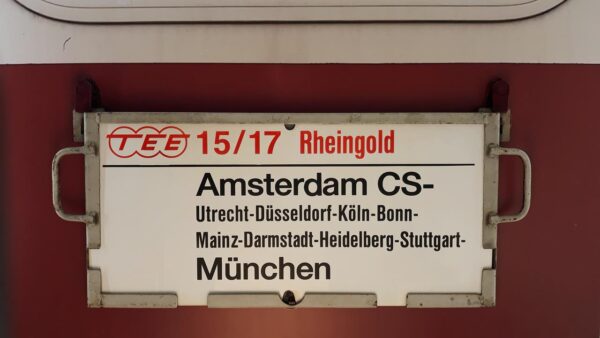 TEE 15/17 Rheingold
Amsterdam CS-
Utrecht-Düsseldorf-Köln-Bonn-
Mainz-Darmstadt-Heidelberg-Stuttgart-
München